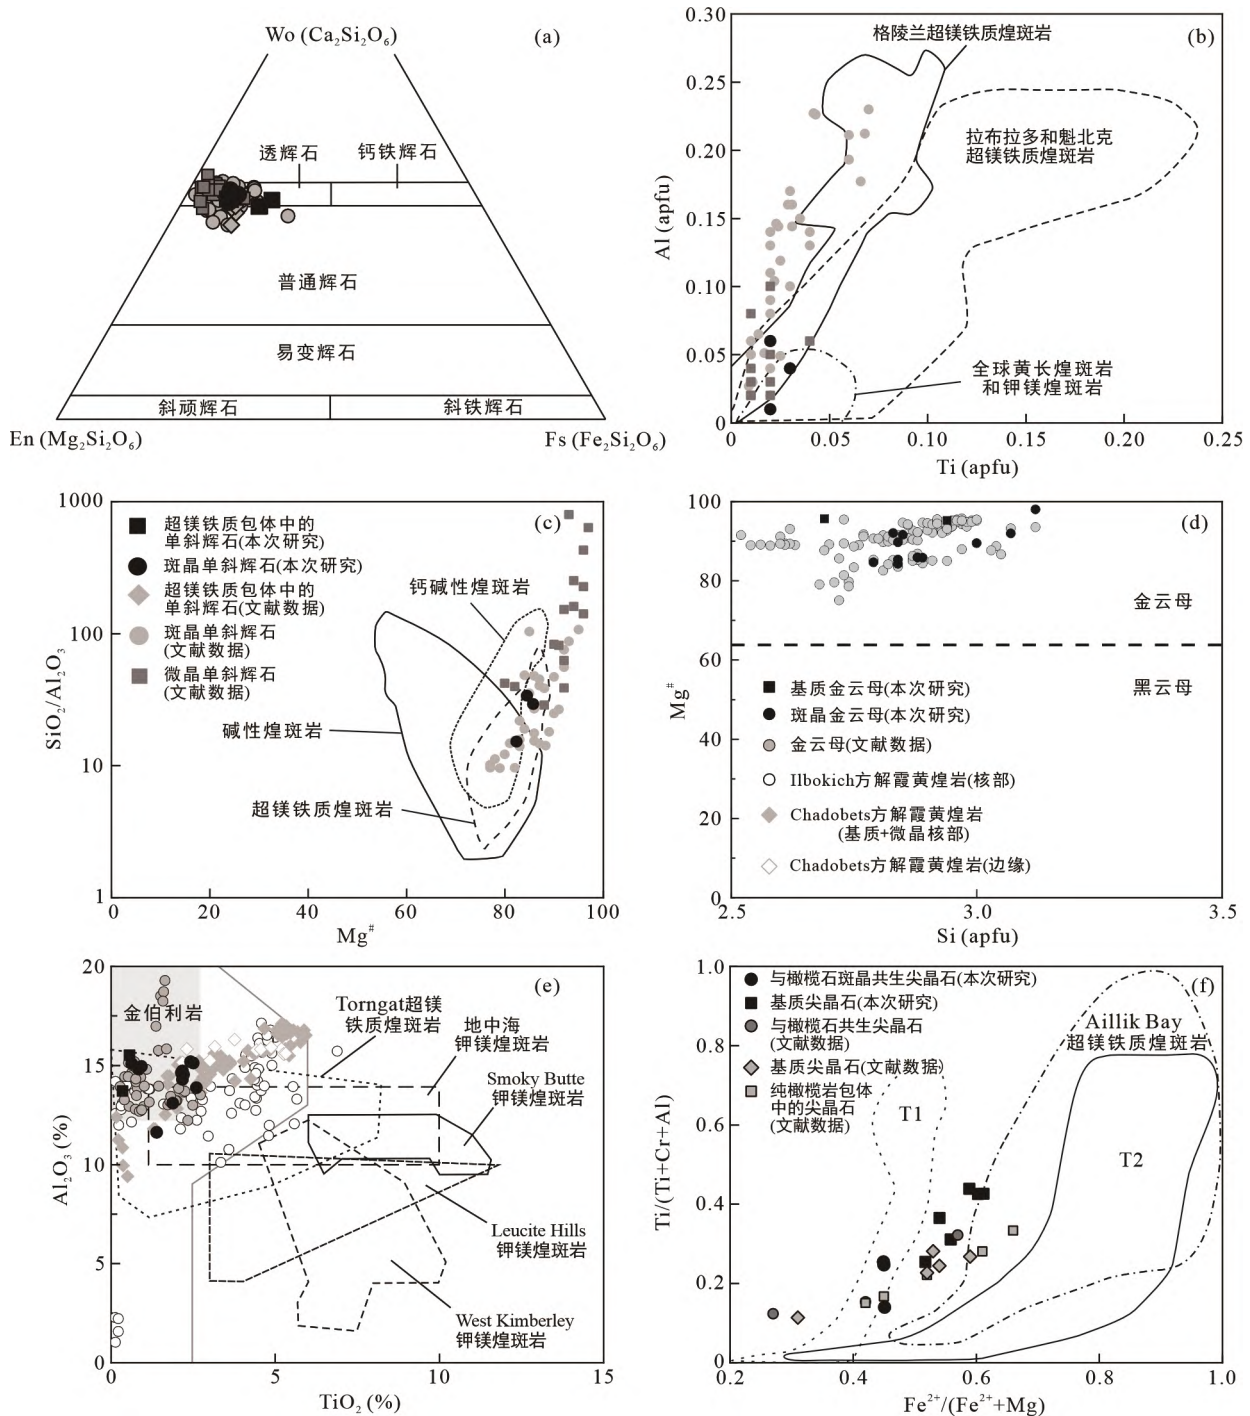 Wo (Ca2Si2O6)
(a)
透辉石
钙铁辉石
普通辉石
易变辉石
斜顽辉石
斜铁辉石
En (Mg2Si2O6)
Fs (Fe2Si2O6)
0.30
格陵兰超镁铁质煌斑岩
(b)
0.25
拉布拉多和魁北克
超镁铁质煌斑岩
0.20
Al (apfu)
0.15
0.10
全球黄长煌斑岩
和钾镁煌斑岩
0.05
0
0
0.05
0.10
0.15
0.20
0.25
Ti (apfu)
1000
超镁铁质包体中的
单斜辉石(本次研究)
(c)
斑晶单斜辉石(本次研究)
超镁铁质包体中的
单斜辉石(文献数据)
钙碱性煌斑岩
100
斑晶单斜辉石
(文献数据)
微晶单斜辉石
(文献数据)
SiO2/Al2O3
碱性煌斑岩
10
超镁铁质煌斑岩
1
0
20
40
60
80
100
Mg#
100
(d)
80
金云母
60
Mg#
基质金云母(本次研究)
黑云母
斑晶金云母(本次研究)
金云母(文献数据)
40
Ilbokich方解霞黄煌岩(核部)
20
Chadobets方解霞黄煌岩
(基质+微晶核部)
Chadobets方解霞黄煌岩(边缘)
0
2.5
3.0
3.5
Si (apfu)
20
(e)
金伯利岩
Torngat超镁
铁质煌斑岩
地中海
钾镁煌斑岩
15
Smoky Butte
钾镁煌斑岩
Al2O3 (%)
10
Leucite Hills
钾镁煌斑岩
5
West Kimberley
钾镁煌斑岩
0
0
5
10
15
TiO2 (%)
1.0
与橄榄石斑晶共生尖晶石(本次研究)
(f)
基质尖晶石(本次研究)
与橄榄石共生尖晶石
(文献数据)
Aillik Bay
超镁铁质煌斑岩
0.8
基质尖晶石(文献数据)
纯橄榄岩包体
中的尖晶石
(文献数据)
T1
0.6
T2
Ti/(Ti+Cr+Al)
0.4
0.2
0
0.2
0.4
0.6
0.8
1.0
Fe2+/(Fe2++Mg)